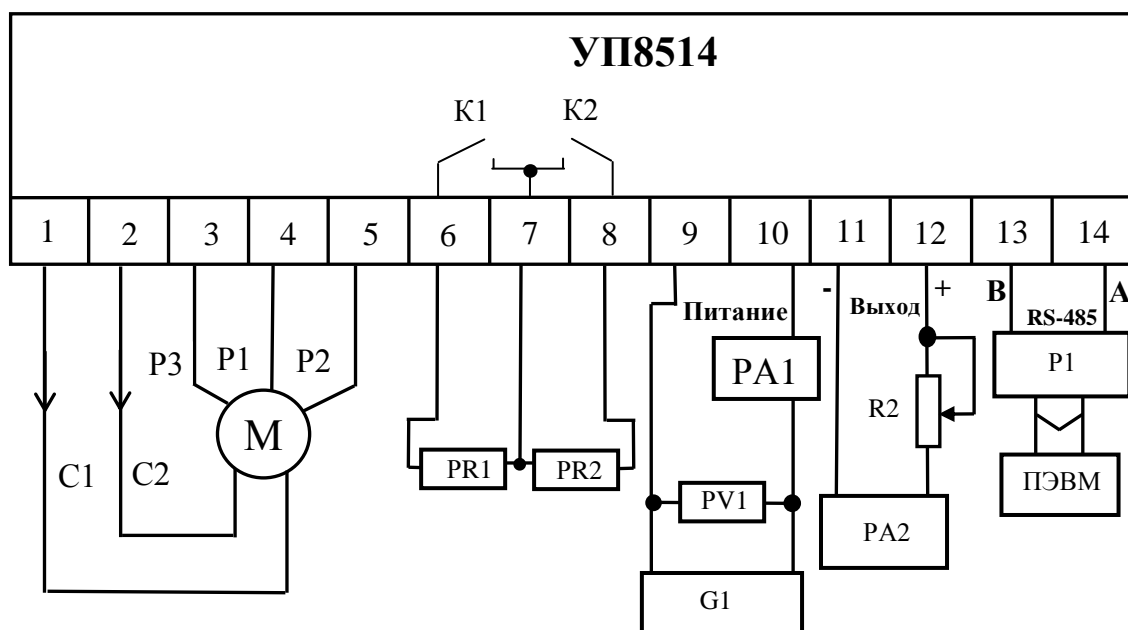 УП8514
К1 К2
1 2 3 4 5 6 7 8 9 10 11 12 13 14
- Выход + В RS-485 А
Питание
Р3 Р1 Р2
РА1
Р1
R2
М
С1 С2
PR1 PR2
PV1
РА2
ПЭВМ
G1